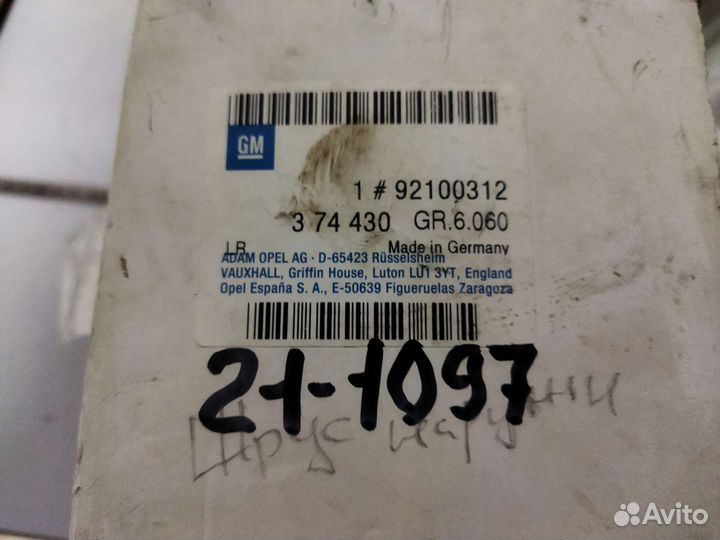 GM
1 # 92100312
3 74 430 GR.6.060
LR Made in Germany
ADAM OPEL AG · D-65423 Rüsselsheim
VAUXHALL, Griffin House, Luton LU1 3YT, England
Opel España S. A., E-50639 Figueruelas Zaragoza
21-1097
Шрус наружни
Avito